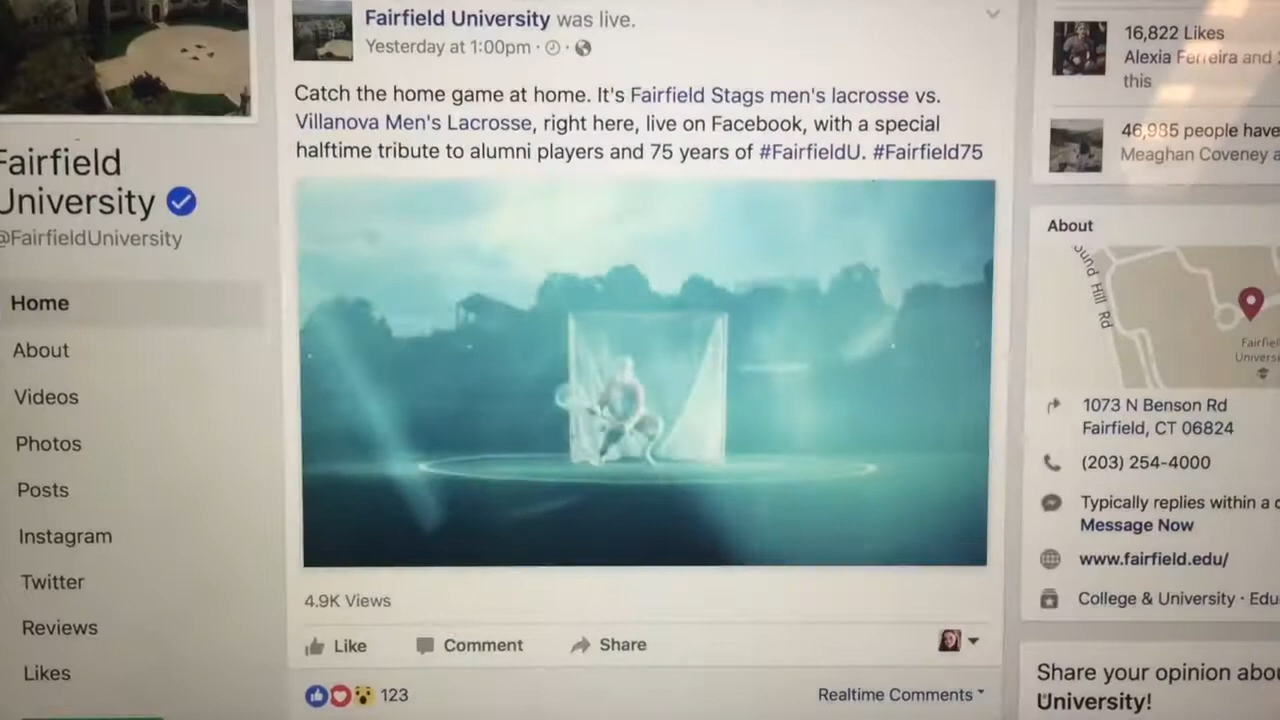 Fairfield University was live.
Yesterday at 1:00pm
Catch the home game at home. It's Fairfield Stags men's lacrosse vs.
Villanova Men's Lacrosse, right here, live on Facebook, with a special
halftime tribute to alumni players and 75 years of #FairfieldU. #Fairfield75
4.9K Views
Like
Comment
Share
123
Realtime Comments
Fairfield
University
@FairfieldUniversity
Home
About
Videos
Photos
Posts
Instagram
Twitter
Reviews
Likes
16,822 Likes
Alexia Ferreira and
this
46,985 people have
Meaghan Coveney a
About
ound Hill Rd
Fairfiel
Universi
1073 N Benson Rd
Fairfield, CT 06824
(203) 254-4000
Typically replies within a
Message Now
www.fairfield.edu/
College & University · Edu
Share your opinion abou
University!